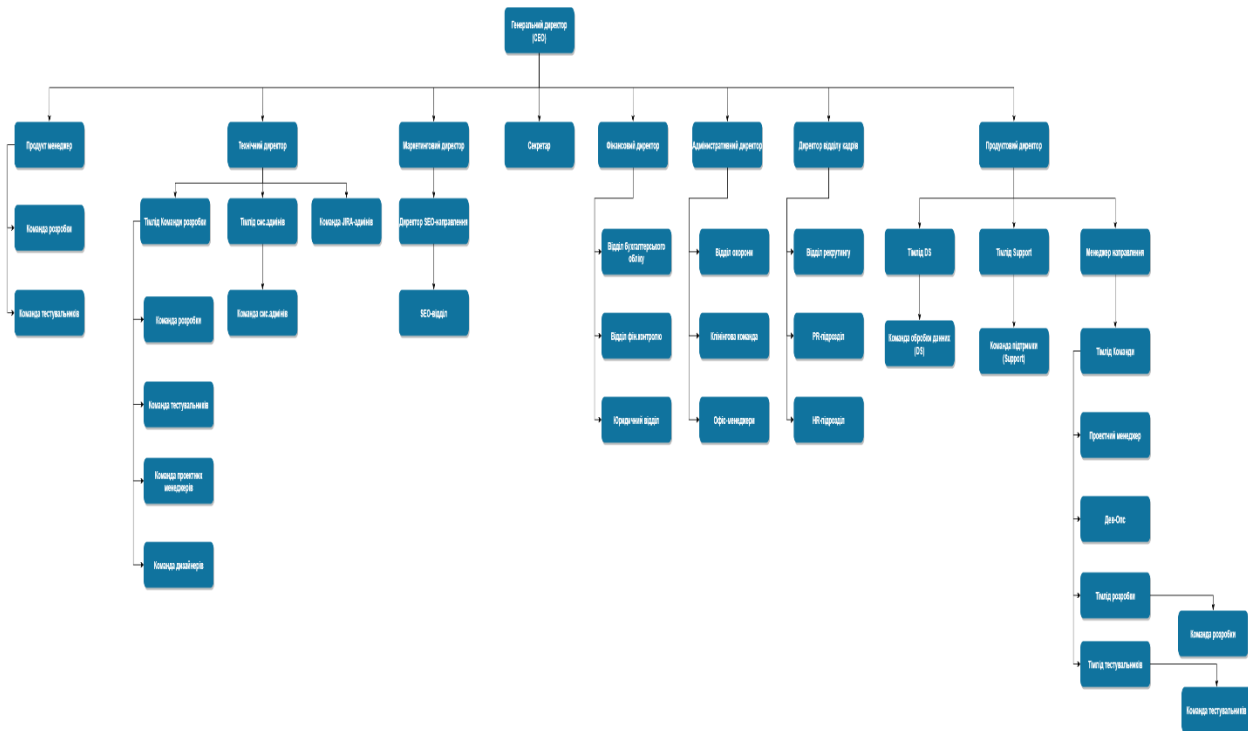 Генеральний директор
(CEO)
Продукт менеджер
Технічний директор
Маркетинговий директор
Секретар
Фінансовий директор
Адміністративний директор
Директор відділу кадрів
Продуктовий директор
Команда розробки
Тімлід Команди розробки
Тімлід сис.адмінів
Команда JIRA-адмінів
Директор SEO-направлення
Відділ бухгалтерського
обліку
Відділ охорони
Відділ рекрутингу
Тімлід DS
Тімлід Support
Менеджер направлення
Команда тестувальників
Команда розробки
Команда сис.адмінів
SEO-відділ
Відділ фін.контролю
Клінінгова команда
PR-підрозділ
Команда обробки данних
(DS)
Команда підтримки
(Support)
Тімлід Команди
Команда тестувальників
Юридичний відділ
Офіс-менеджери
HR-підрозділ
Проектний менеджер
Команда проектних
менеджерів
Дев-Опс
Команда дизайнерів
Тімлід розробки
Команда розробки
Тімлід тестувальників
Команда тестувальників